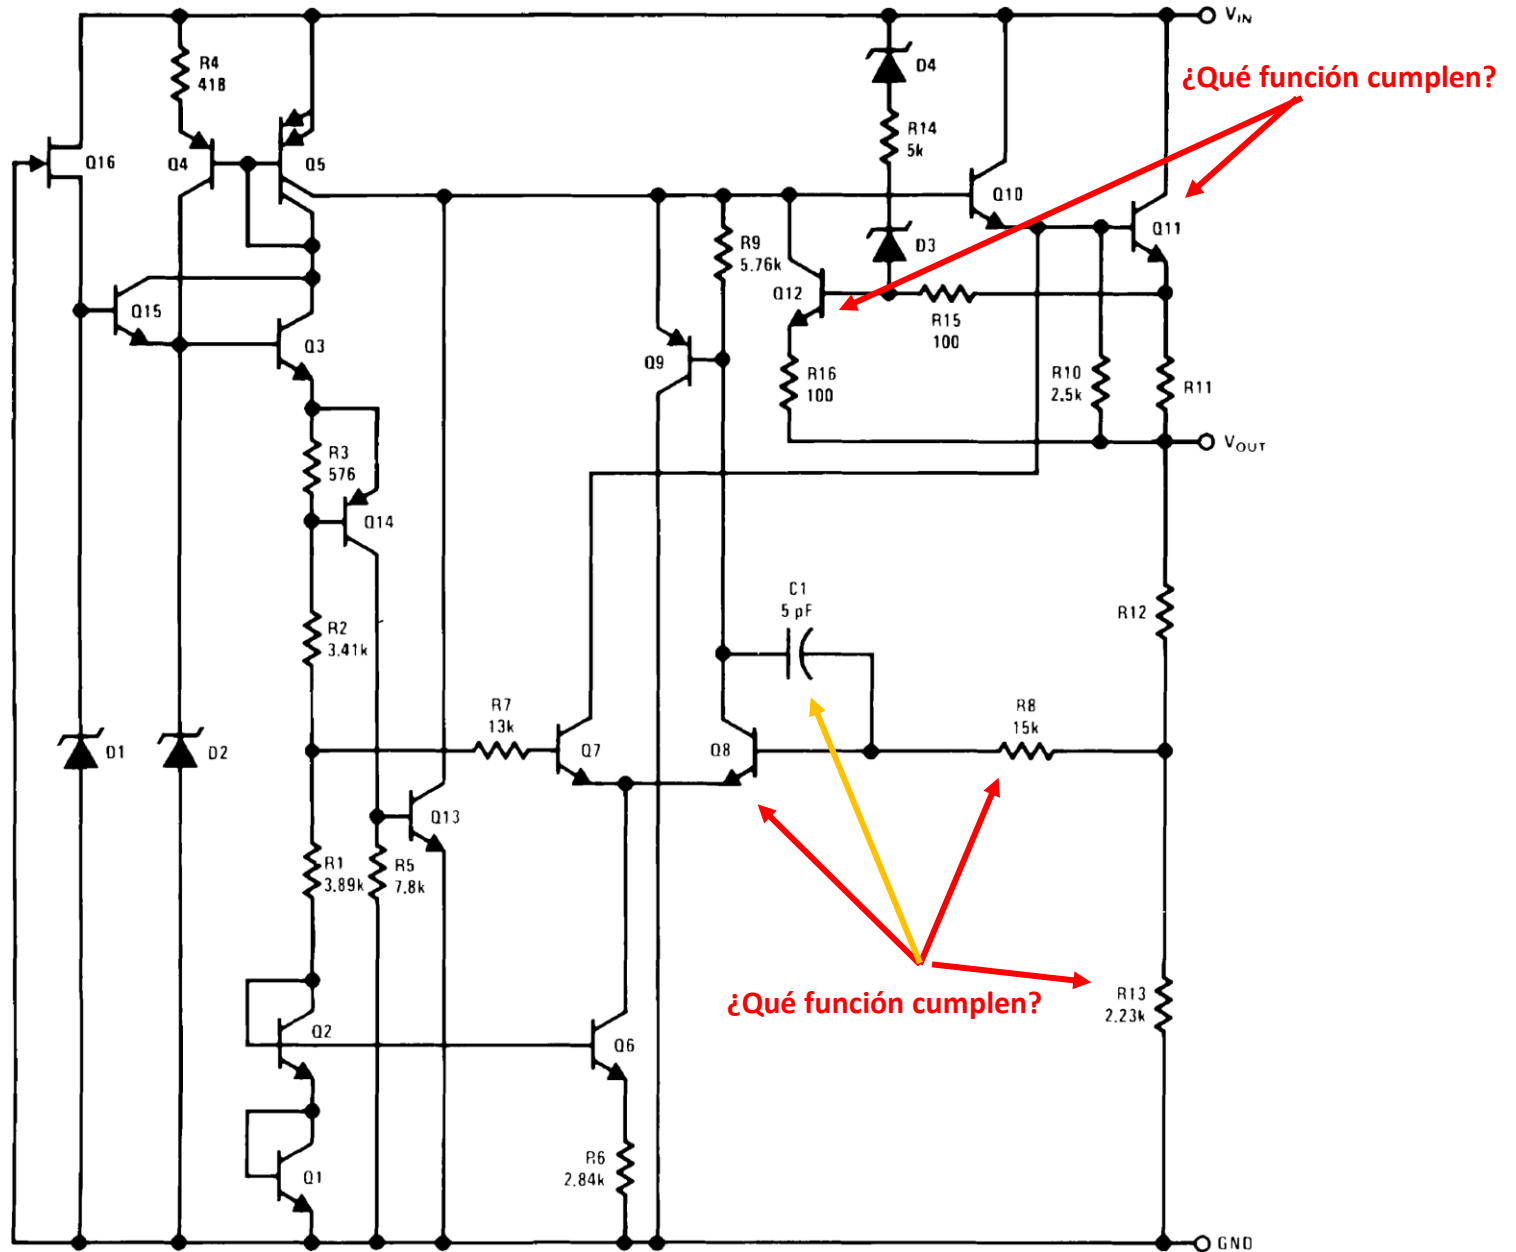 V_IN
R4
418
D4
¿Qué función cumplen?
R14
5k
Q16
Q4
Q5
Q10
R9
5.76k
D3
Q11
Q12
Q15
R15
100
Q3
Q9
R16
100
R10
2.5k
R11
V_OUT
R3
576
Q14
C1
5 pF
R12
R2
3.41k
R7
13k
R8
15k
D1
D2
Q7
Q8
Q13
R1
3.89k
R5
7.8k
¿Qué función cumplen?
R13
2.23k
Q2
Q6
R6
2.84k
Q1
GND